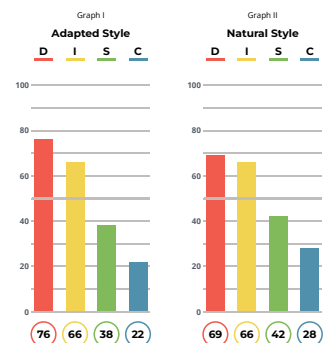 Graph I
Adapted Style
D I S C
100
80
60
40
20
0
76 66 38 22
Graph II
Natural Style
D I S C
100
80
60
40
20
0
69 66 42 28